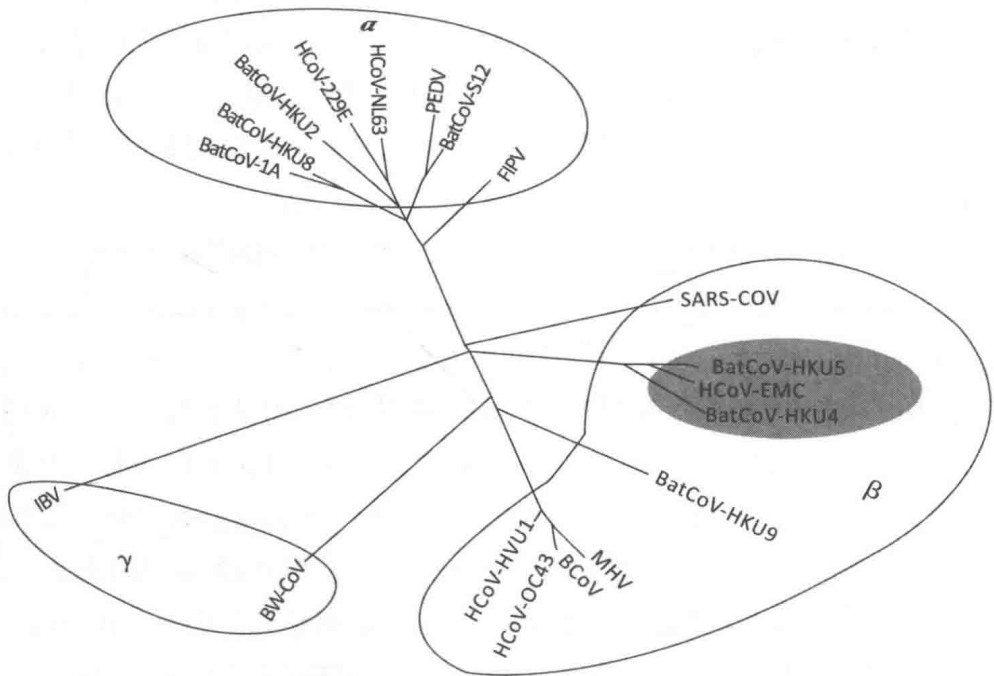 α
HCoV-229E
HCoV-NL63
BatCoV-HKU2
PEDV
BatCoV-S12
BatCoV-HKU8
BatCoV-1A
FIPV
SARS-COV
BatCoV-HKU5
HCoV-EMC
BatCoV-HKU4
BatCoV-HKU9
β
IBV
γ
BW-CoV
HCoV-HVU1
HCoV-OC43
BCoV
MHV